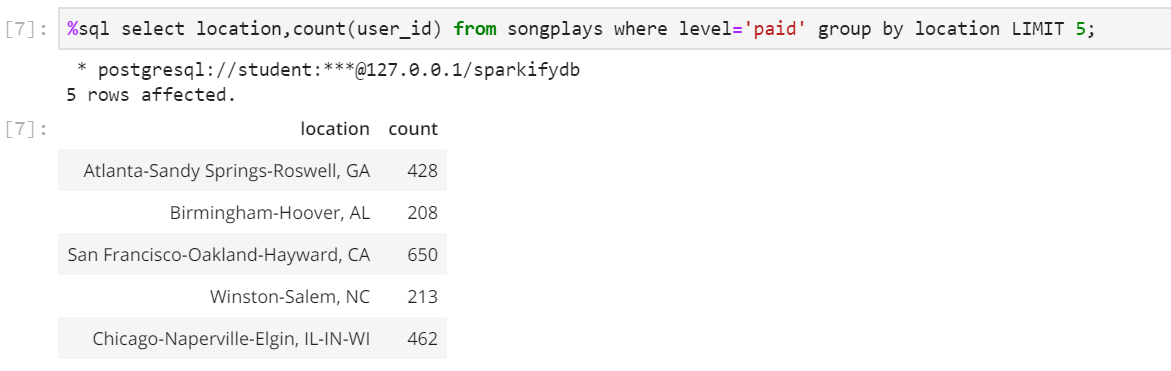 [7]: %sql select location,count(user_id) from songplays where level='paid' group by location LIMIT 5;
* postgresql://student:***@127.0.0.1/sparkifydb
5 rows affected.
[7]: location count
Atlanta-Sandy Springs-Roswell, GA 428
Birmingham-Hoover, AL 208
San Francisco-Oakland-Hayward, CA 650
Winston-Salem, NC 213
Chicago-Naperville-Elgin, IL-IN-WI 462